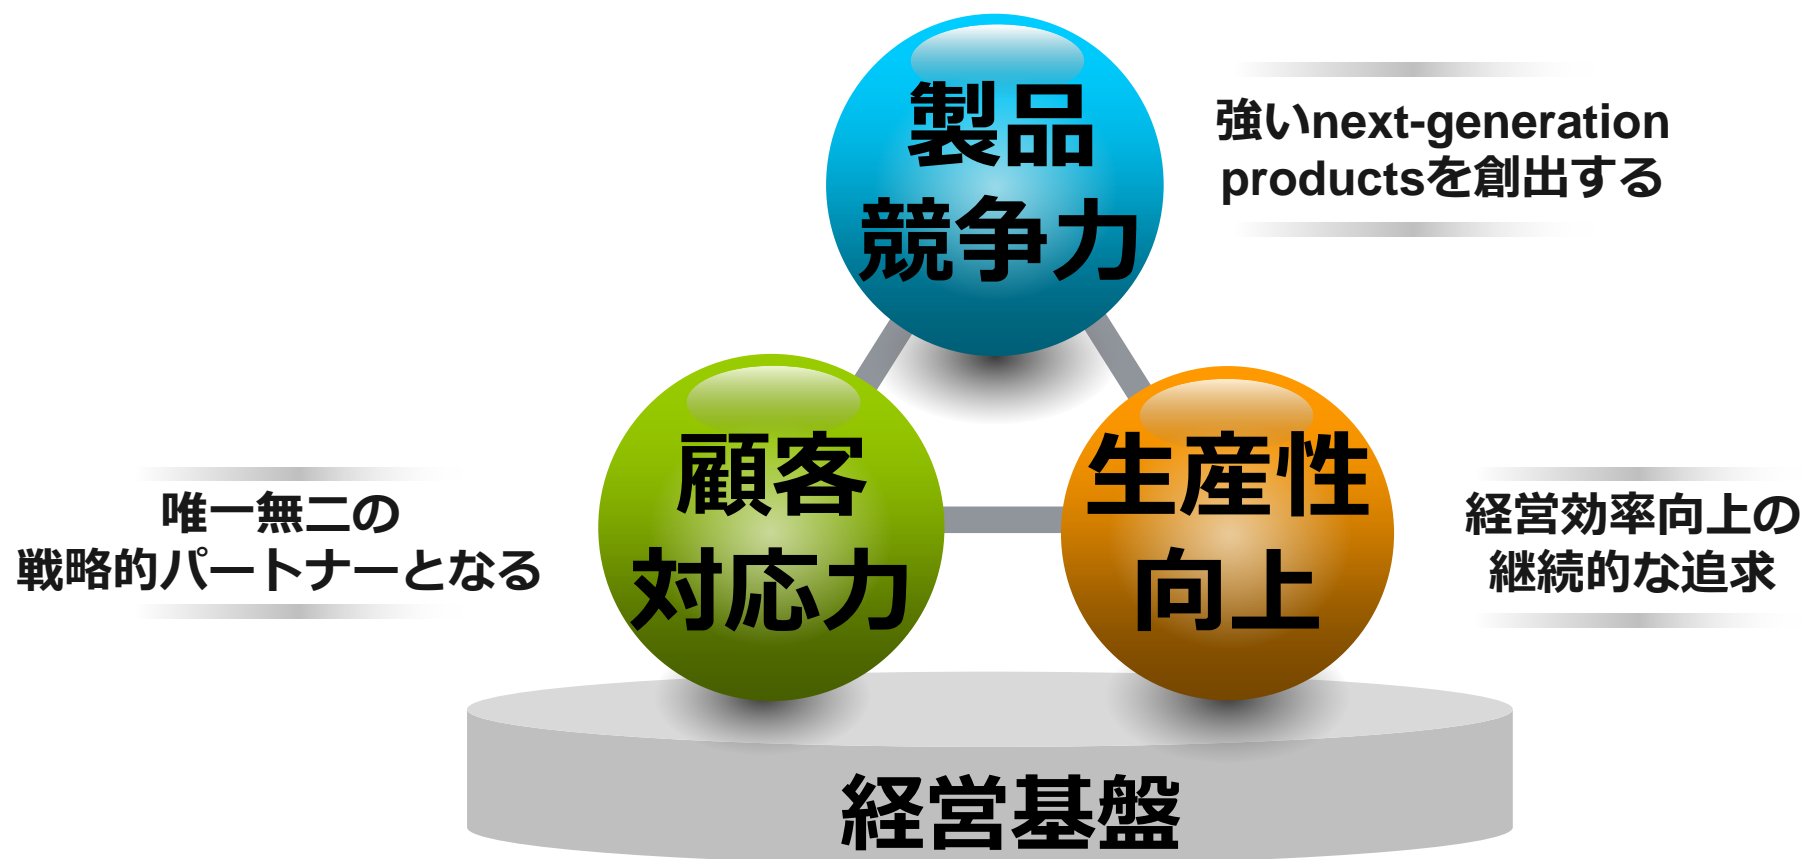 製品
競争力
強いnext-generation
productsを創出する
顧客
対応力
唯一無二の
戦略的パートナーとなる
生産性
向上
経営効率向上の
継続的な追求
経営基盤